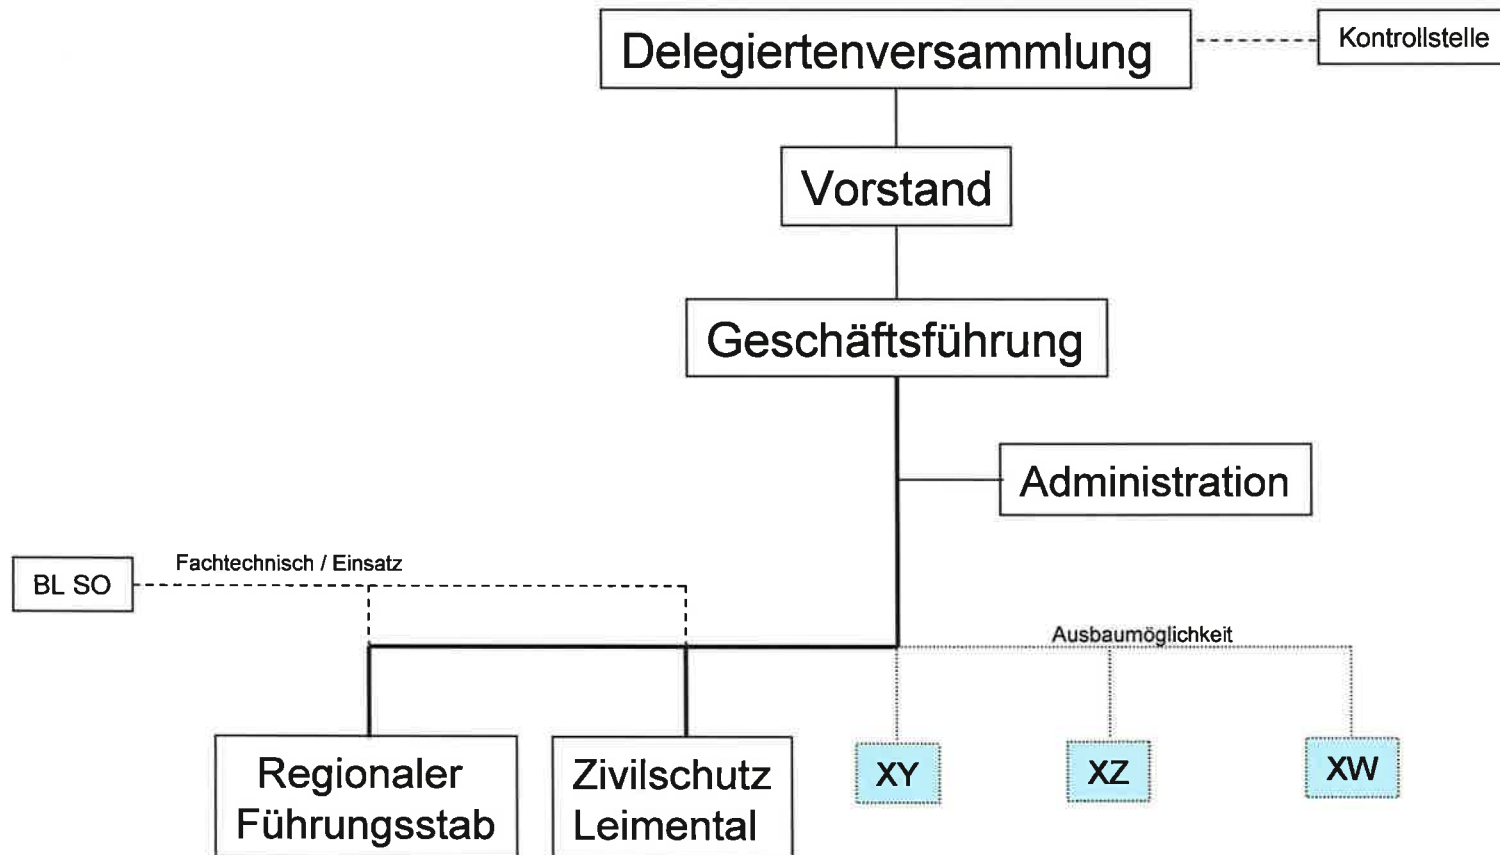 Delegiertenversammlung
Kontrollstelle
Vorstand
Geschäftsführung
Administration
BL SO
Fachtechnisch / Einsatz
Ausbaumöglichkeit
Regionaler
Führungsstab
Zivilschutz
Leimental
XY
XZ
XW